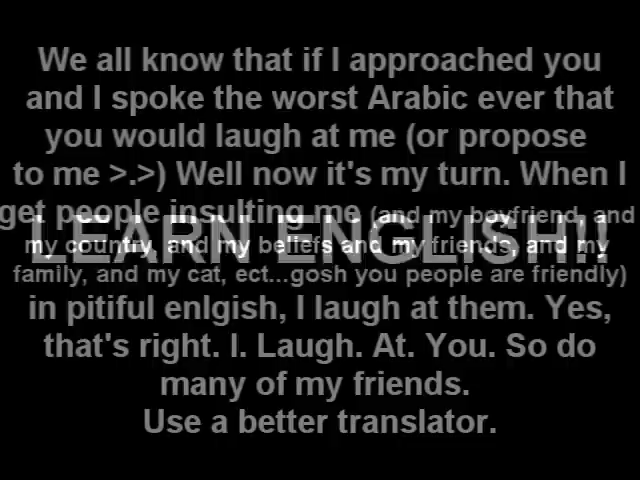 We all know that if I approached you
and I spoke the worst Arabic ever that
you would laugh at me (or propose
to me >.>) Well now it's my turn. When I
get people insulting me (and my boyfriend, and
my country, and my beliefs and my friends, and my
family, and my cat, ect...gosh you people are friendly)
in pitiful enlgish, I laugh at them. Yes,
that's right. I. Laugh. At. You. So do
many of my friends.
Use a better translator.
LEARN ENGLISH!!